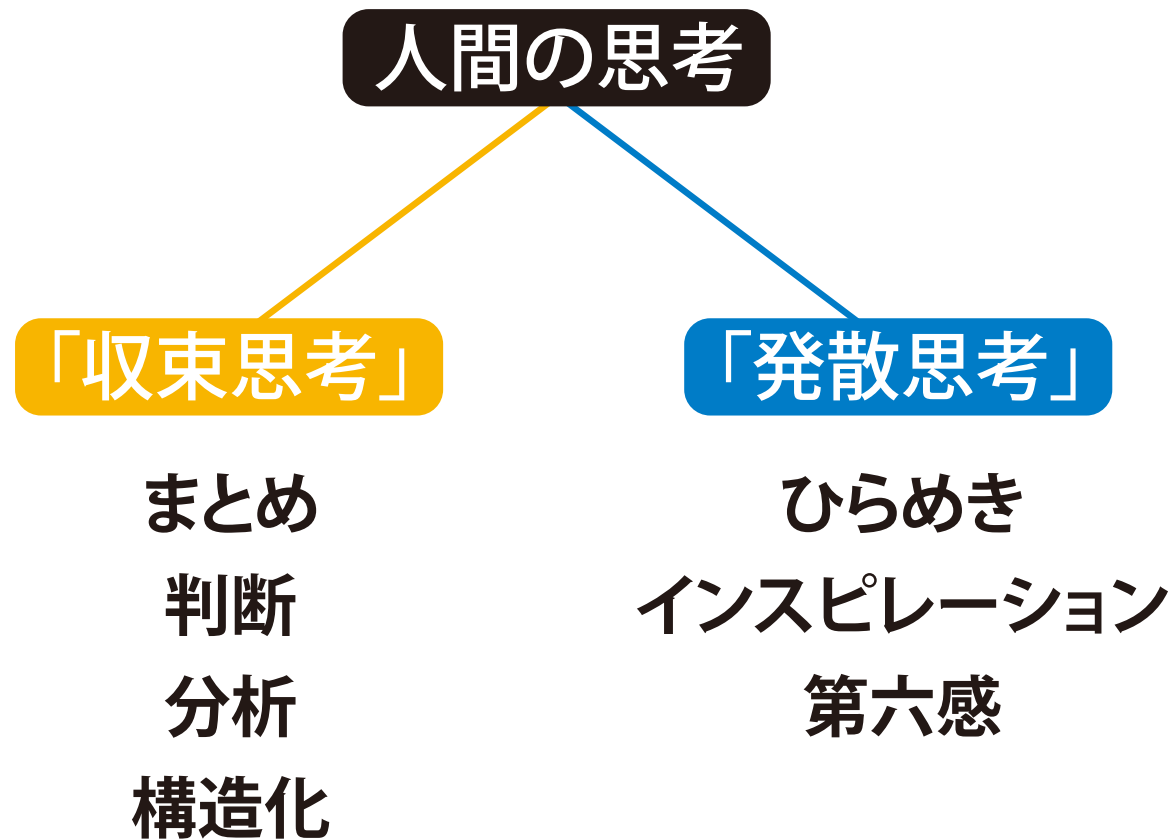 人間の思考
「収束思考」
まとめ
判断
分析
構造化
「発散思考」
ひらめき
インスピレーション
第六感